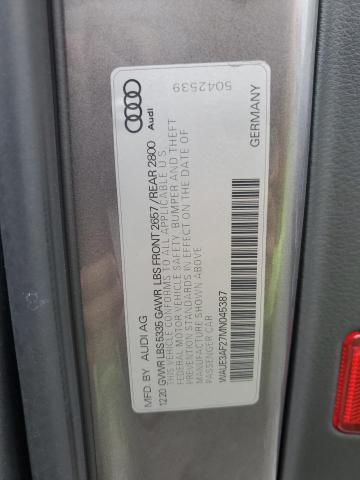 Audi
5042539
GERMANY
MFD. BY AUDI AG
12.20 GVWR LBS 5335 GAWR LBS FRONT 2657 /REAR 2800
THIS VEHICLE CONFORMS TO ALL APPLICABLE U S
FEDERAL MOTOR VEHICLE SAFETY, BUMPER AND THEFT
PREVENTION STANDARDS IN EFFECT ON THE DATE OF
MANUFACTURE SHOWN ABOVE
PASSENGER CAR
WAUE3AF27MN045387